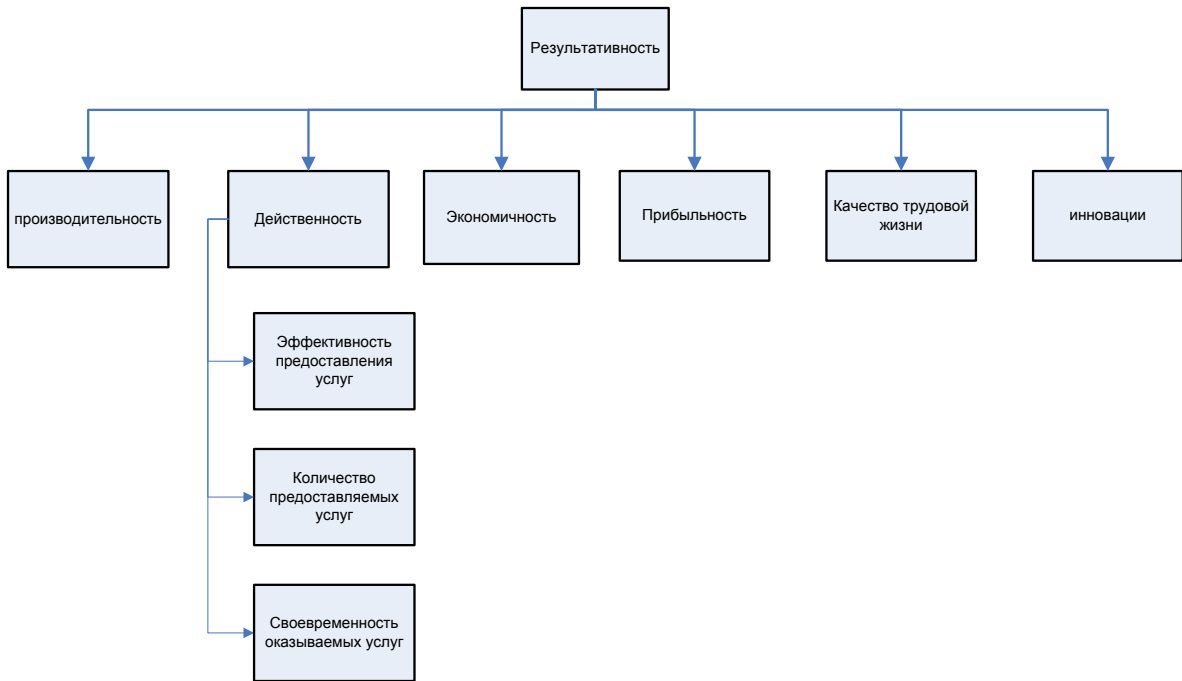 Результативность
производительность
Действенность
Экономичность
Прибыльность
Качество трудовой
жизни
инновации
Эффективность
предоставления
услуг
Количество
предоставляемых
услуг
Своевременность
оказываемых услуг